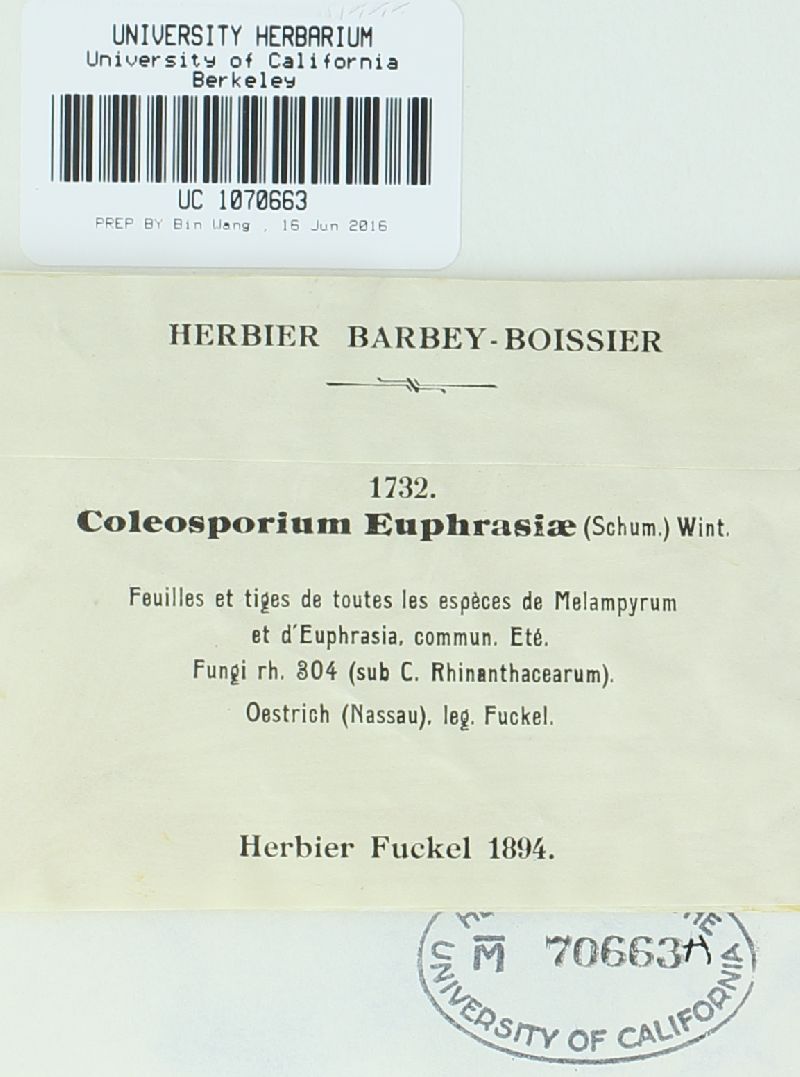 UNIVERSITY HERBARIUM
University of California
Berkeley
UC 1070663
PREP BY Bin Wang , 16 Jun 2016
HERBIER BARBEY-BOISSIER
1732.
Coleosporium Euphrasiæ (Schum.) Wint.
Feuilles et tiges de toutes les espèces de Melampyrum
et d'Euphrasia, commun. Eté.
Fungi rh. 304 (sub C. Rhinanthacearum).
Oestrich (Nassau), leg. Fuckel.
Herbier Fuckel 1894.
M 70663A
UNIVERSITY OF CALIFORNIA